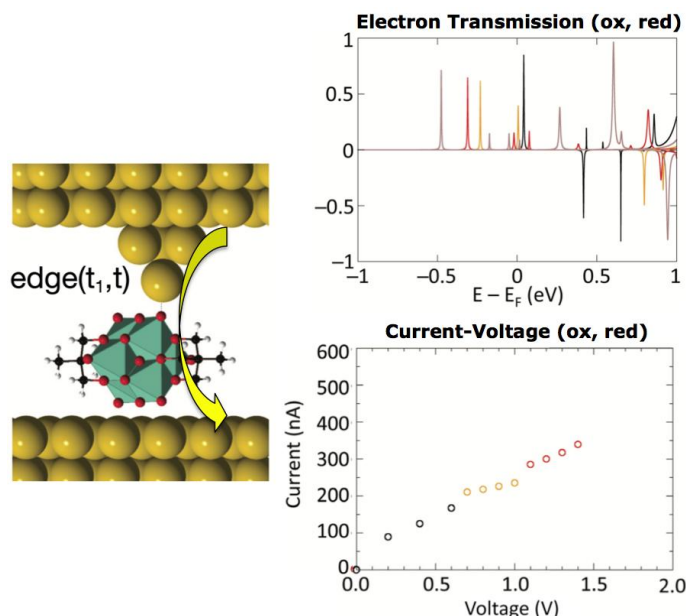 Electron Transmission (ox, red)
1
0.5
0
−0.5
−1
−1 −0.5 0 0.5 1
E − E_F (eV)
edge(t₁,t)
Current-Voltage (ox, red)
600
500
400
300
200
100
0
Current (nA)
0 0.5 1.0 1.5 2.0
Voltage (V)